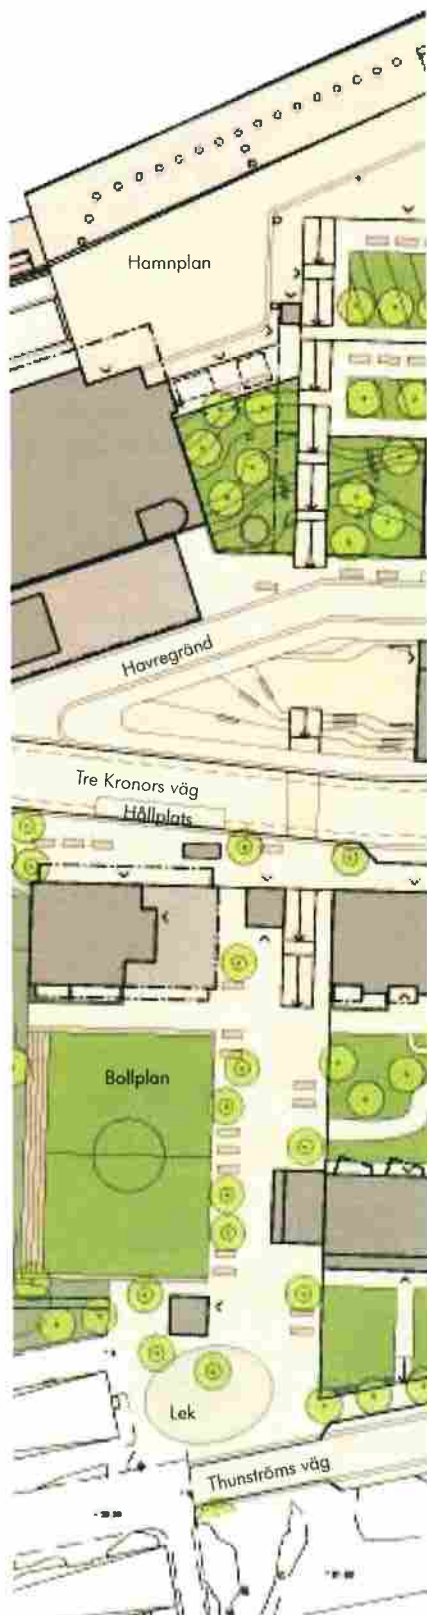 Hamnplan
Havregränd
Tre Kronors väg
Hållplats
Bollplan
Lek
Thunströms väg